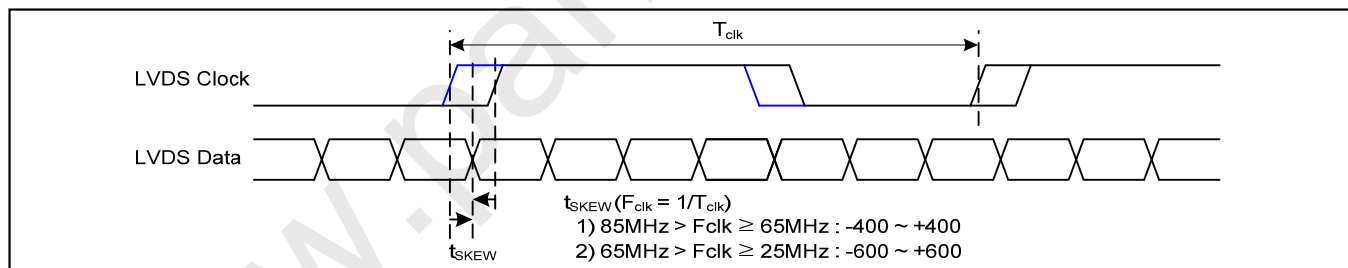 T_clk
LVDS Clock
LVDS Data
t_SKEW (F_clk = 1/T_clk)
1) 85MHz > Fclk ≥ 65MHz : -400 ~ +400
2) 65MHz > Fclk ≥ 25MHz : -600 ~ +600
t_SKEW